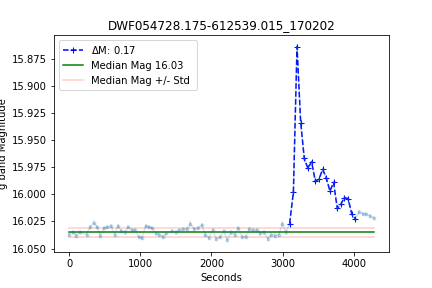 DWF054728.175-612539.015_170202
ΔM: 0.17
Median Mag 16.03
Median Mag +/- Std
15.875
15.900
15.925
15.950
15.975
16.000
16.025
16.050
g band Magnitude
0
1000
2000
3000
4000
Seconds